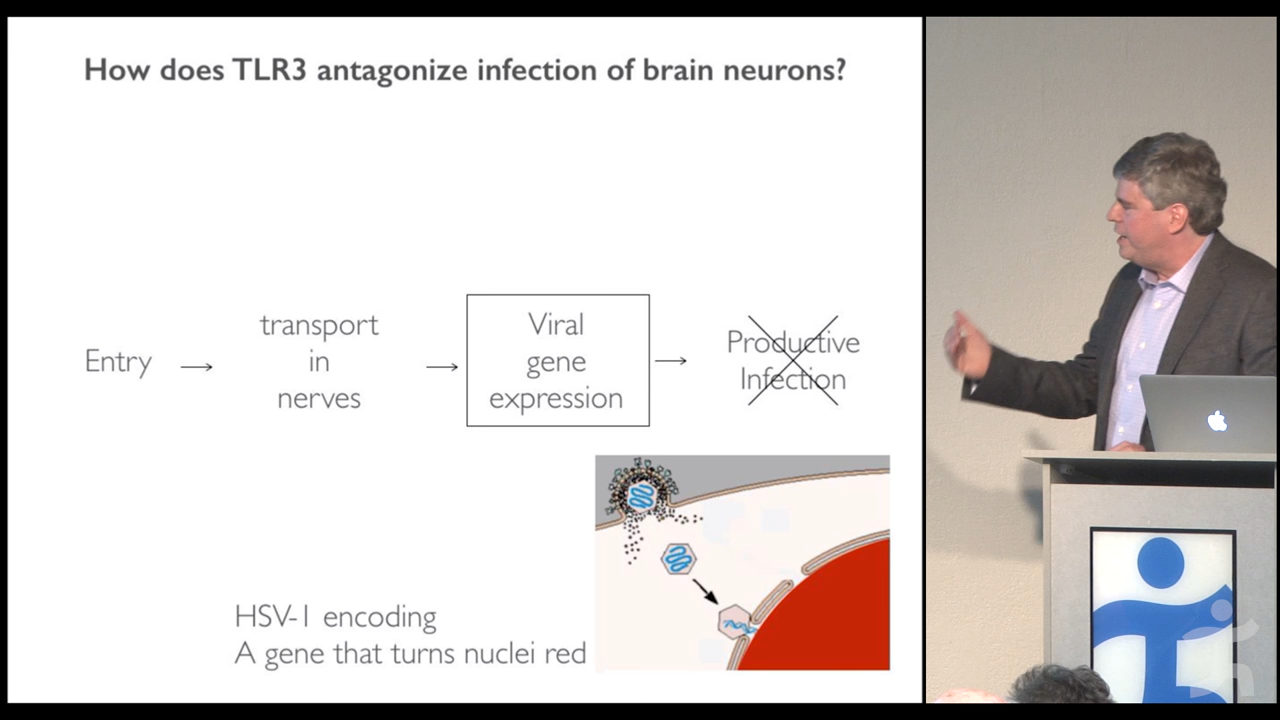 How does TLR3 antagonize infection of brain neurons?
Entry → transport in nerves → Viral gene expression → Productive Infection
HSV-1 encoding
A gene that turns nuclei red